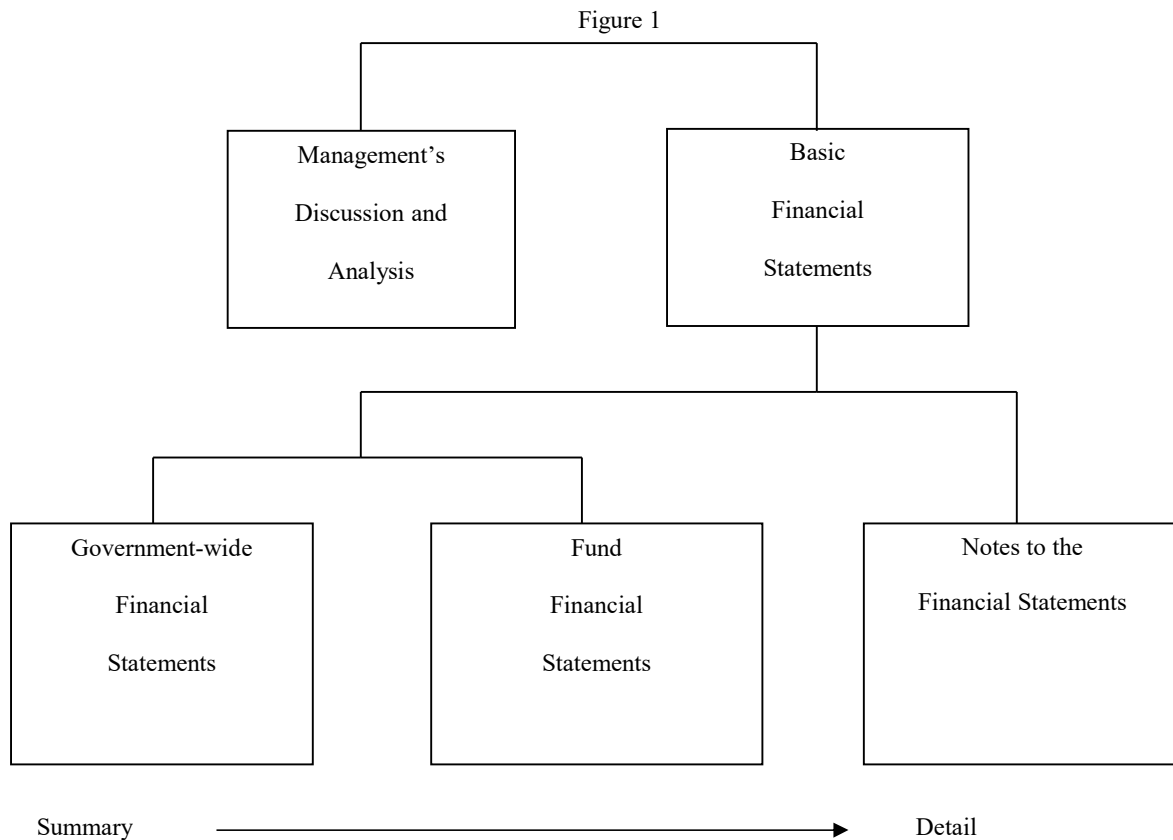 Figure 1
Management’s
Discussion and
Analysis
Basic
Financial
Statements
Government-wide
Financial
Statements
Fund
Financial
Statements
Notes to the
Financial Statements
Summary
Detail